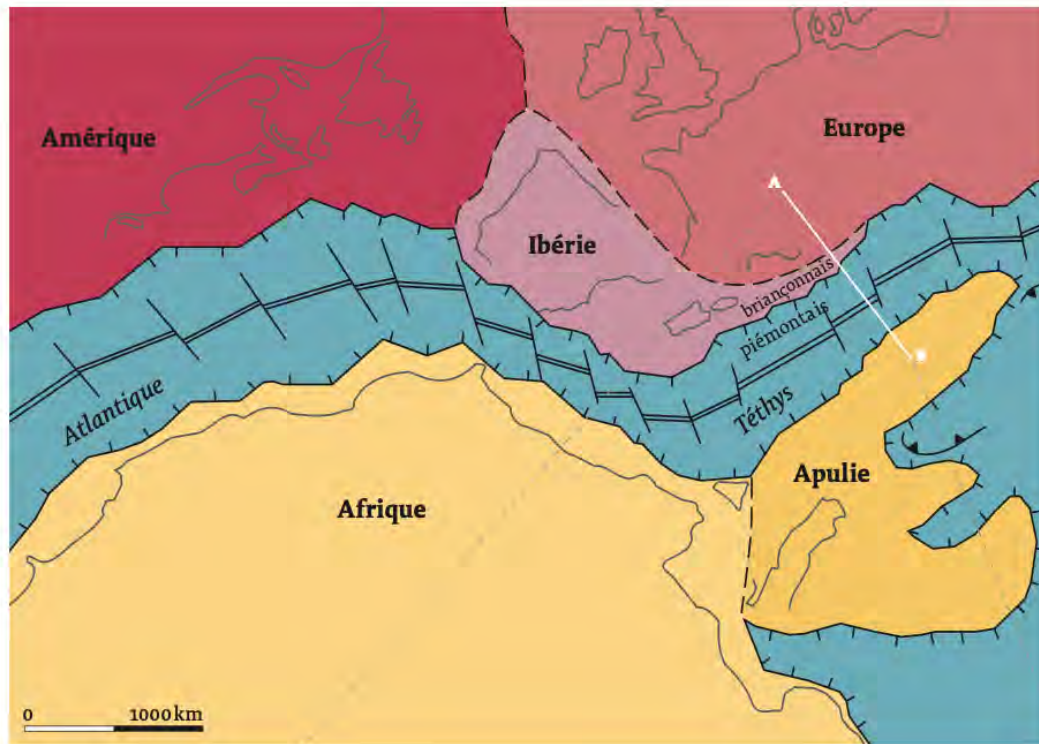 Amérique
Europe
A
Ibérie
briançonnais
piémontais
Atlantique
Téthys
B
Apulie
Afrique
0 1000 km